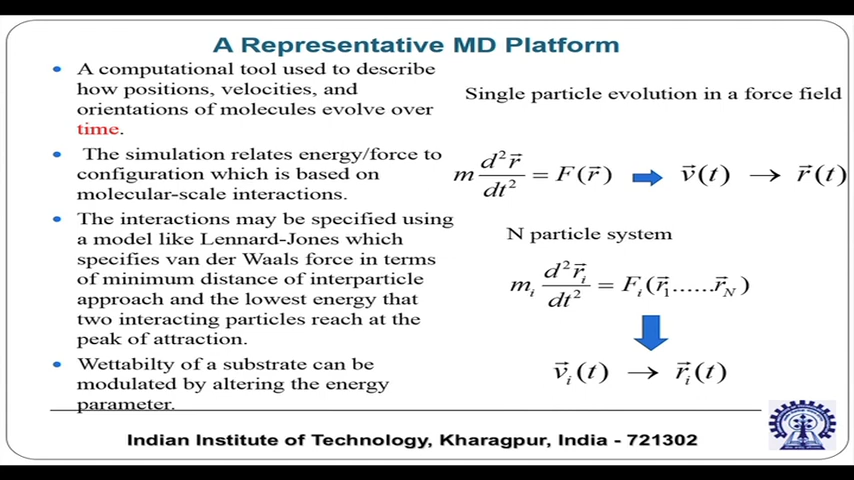 A Representative MD Platform
• A computational tool used to describe
how positions, velocities, and
orientations of molecules evolve over
time.
• The simulation relates energy/force to
configuration which is based on
molecular-scale interactions.
• The interactions may be specified using
a model like Lennard-Jones which
specifies van der Waals force in terms
of minimum distance of interparticle
approach and the lowest energy that
two interacting particles reach at the
peak of attraction.
• Wettabilty of a substrate can be
modulated by altering the energy
parameter.
Single particle evolution in a force field
m d²r⃗/dt² = F(r⃗) ➡ v⃗(t) → r⃗(t)
N particle system
mᵢ d²r⃗ᵢ/dt² = Fᵢ(r⃗₁......r⃗_N)
v⃗ᵢ(t) → r⃗ᵢ(t)
Indian Institute of Technology, Kharagpur, India - 721302